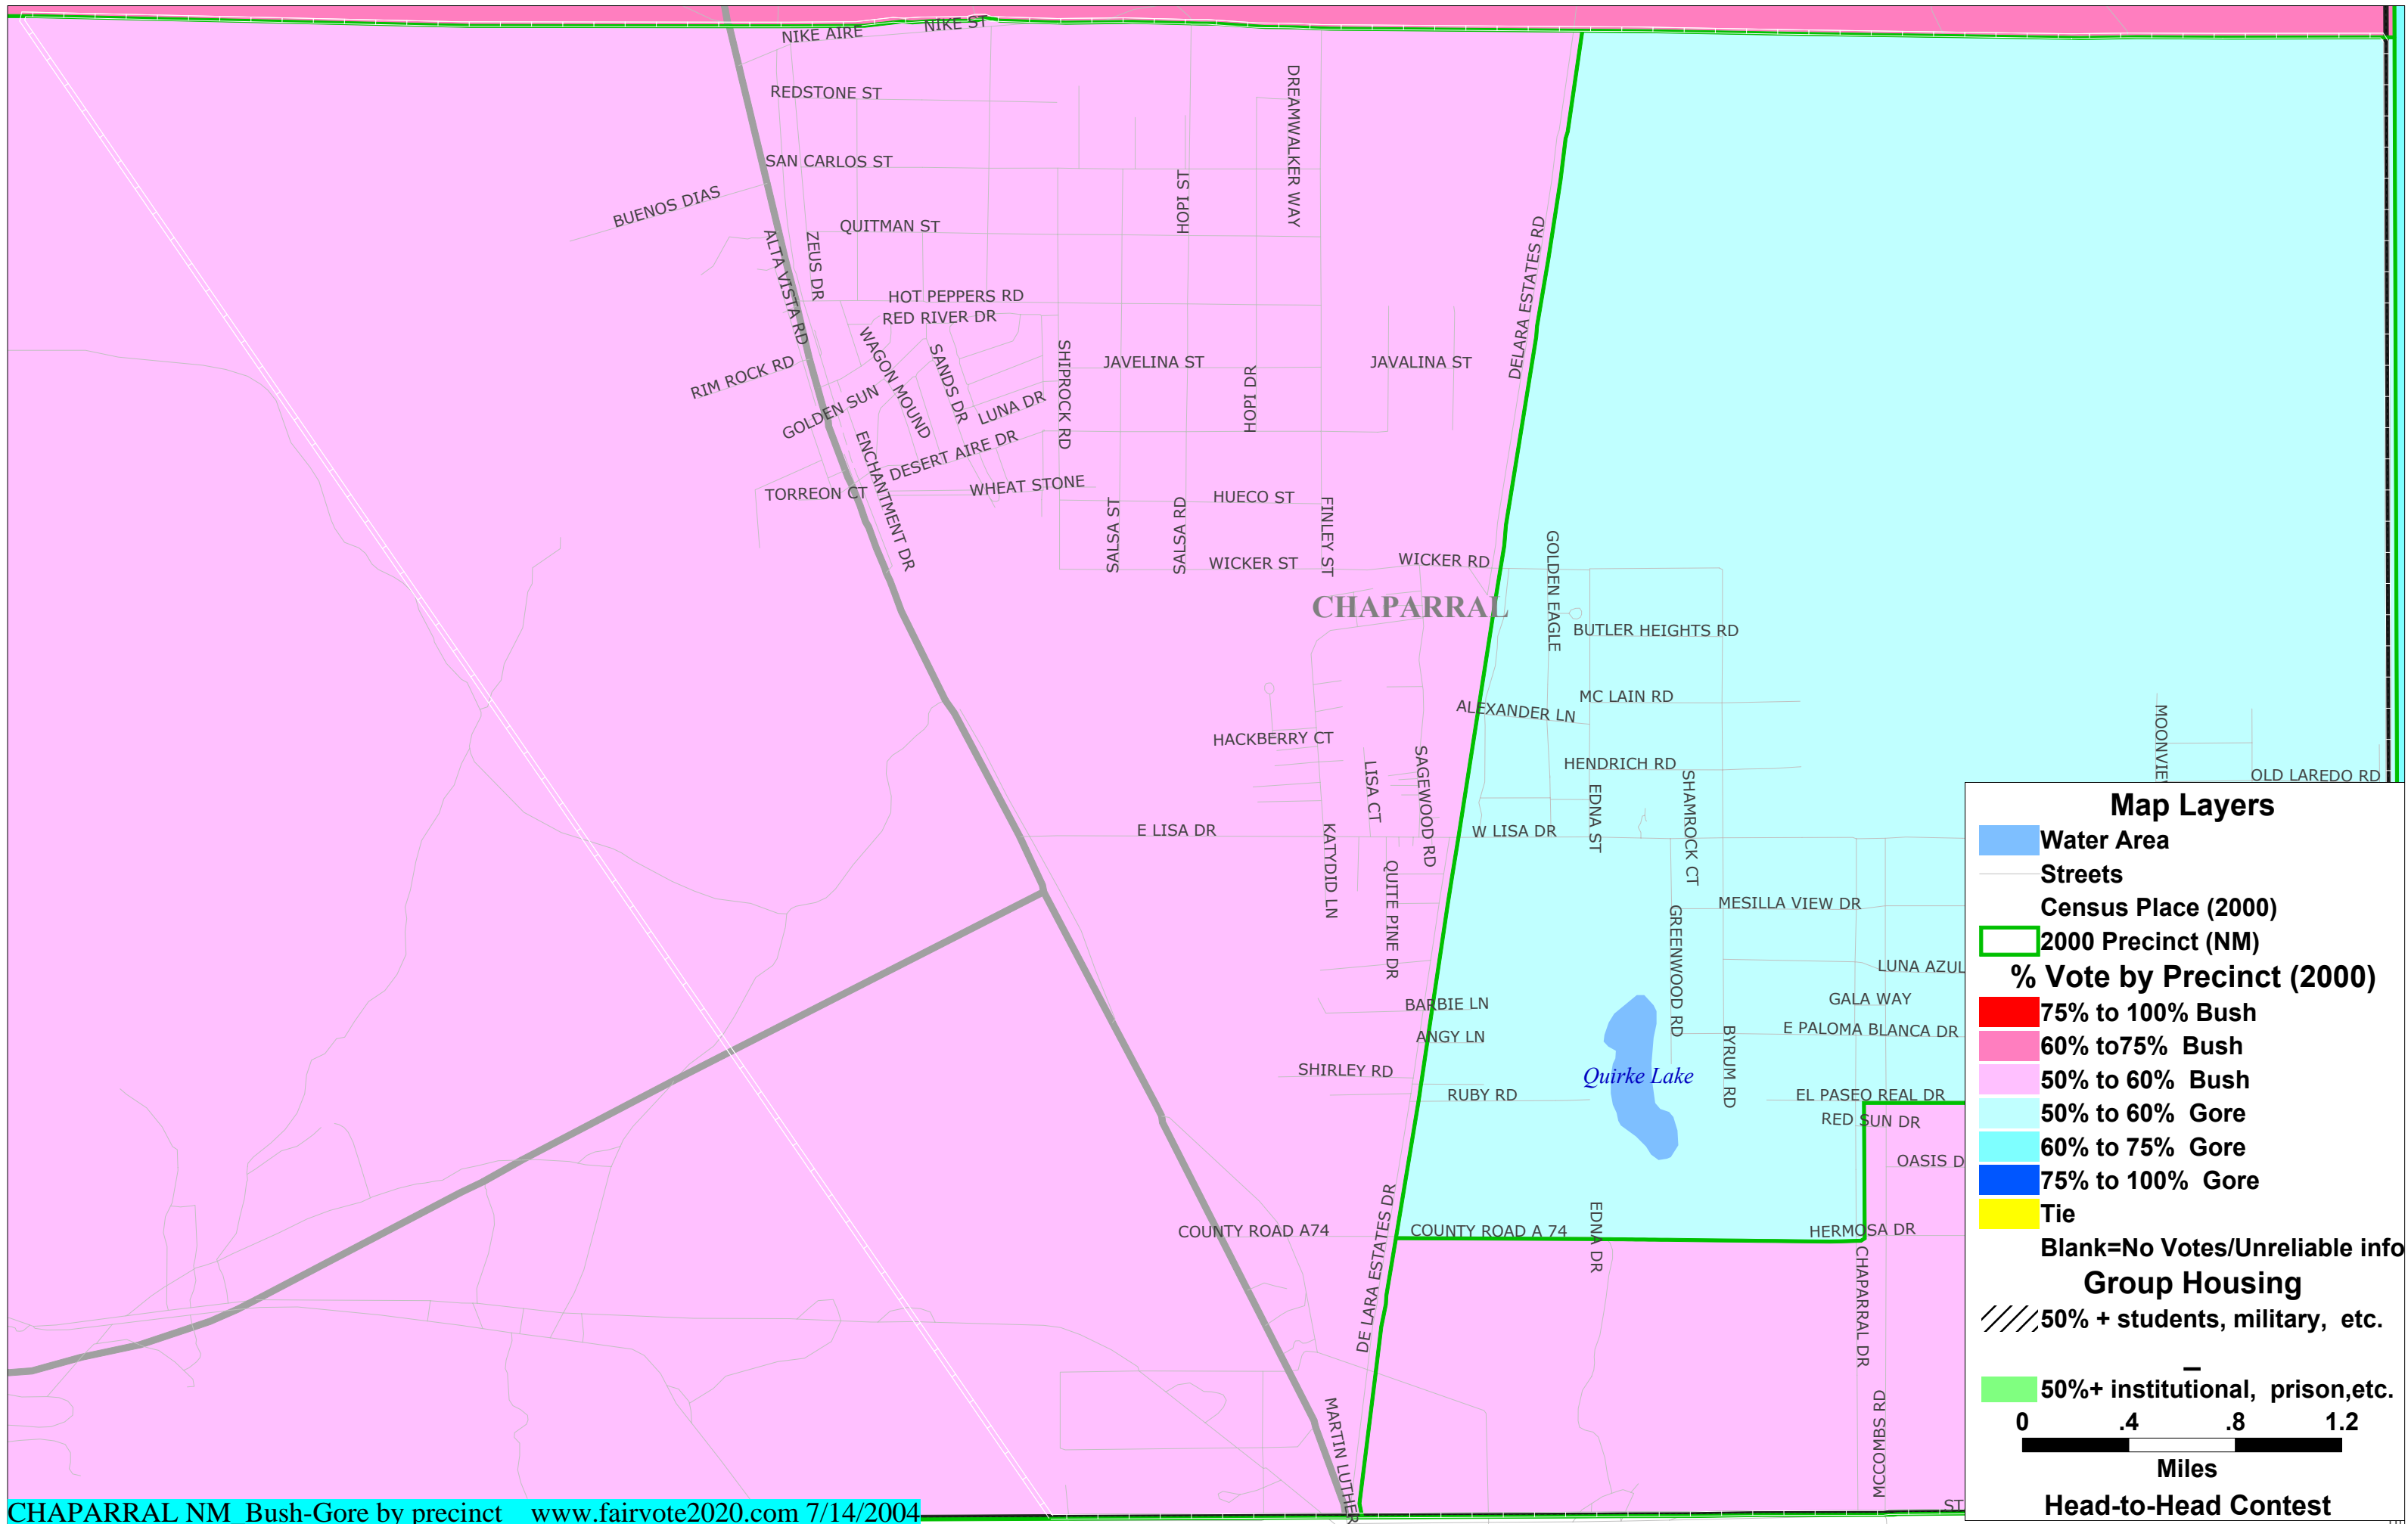 NIKE AIRE
NIKE ST
REDSTONE ST
DREAMWALKER WAY
SAN CARLOS ST
BUENOS DIAS
HOPI ST
QUITMAN ST
ALTA VISTA RD
ZEUS DR
DELARA ESTATES RD
HOT PEPPERS RD
RED RIVER DR
WAGON MOUND
SANDS DR
SHIPROCK RD
JAVELINA ST
JAVALINA ST
RIM ROCK RD
HOPI DR
GOLDEN SUN
LUNA DR
ENCHANTMENT DR
DESERT AIRE DR
TORREON CT
WHEAT STONE
SALSA ST
SALSA RD
HUECO ST
FINLEY ST
WICKER ST
WICKER RD
GOLDEN EAGLE
CHAPARRAL
BUTLER HEIGHTS RD
MC LAIN RD
ALEXANDER LN
MOONVIE
HACKBERRY CT
LISA CT
SAGEWOOD RD
HENDRICH RD
SHAMROCK CT
OLD LAREDO RD
EDNA ST
E LISA DR
KATYDID LN
W LISA DR
QUITE PINE DR
MESILLA VIEW DR
GREENWOOD RD
LUNA AZUL
BARBIE LN
GALA WAY
ANGY LN
BYRUM RD
E PALOMA BLANCA DR
SHIRLEY RD
Quirke Lake
RUBY RD
EL PASEO REAL DR
RED SUN DR
OASIS D
DE LARA ESTATES DR
COUNTY ROAD A74
COUNTY ROAD A 74
EDNA DR
HERMOSA DR
CHAPARRAL DR
MCCOMBS RD
MARTIN LUTHER
ST
Map Layers
Water Area
Streets
Census Place (2000)
2000 Precinct (NM)
% Vote by Precinct (2000)
75% to 100% Bush
60% to75% Bush
50% to 60% Bush
50% to 60% Gore
60% to 75% Gore
75% to 100% Gore
Tie
Blank=No Votes/Unreliable info
Group Housing
50% + students, military, etc.
50%+ institutional, prison,etc.
0 .4 .8 1.2
Miles
Head-to-Head Contest
CHAPARRAL NM Bush-Gore by precinct www.fairvote2020.com 7/14/2004